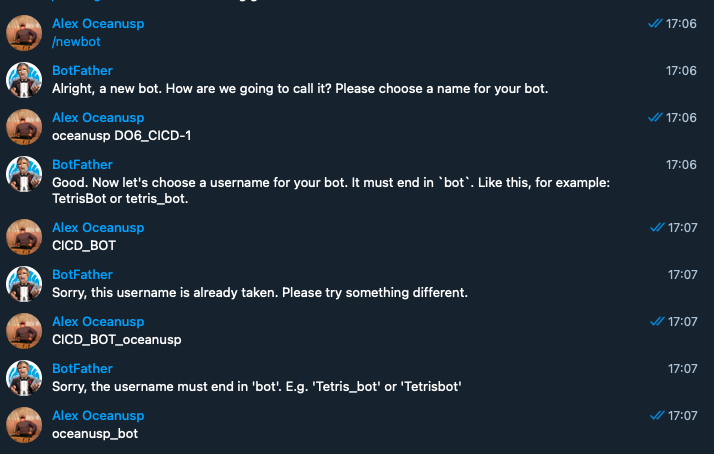 Alex Oceanusp 17:06
/newbot
BotFather 17:06
Alright, a new bot. How are we going to call it? Please choose a name for your bot.
Alex Oceanusp 17:06
oceanusp DO6_CICD-1
BotFather 17:06
Good. Now let's choose a username for your bot. It must end in `bot`. Like this, for example:
TetrisBot or tetris_bot.
Alex Oceanusp 17:07
CICD_BOT
BotFather 17:07
Sorry, this username is already taken. Please try something different.
Alex Oceanusp 17:07
CICD_BOT_oceanusp
BotFather 17:07
Sorry, the username must end in 'bot'. E.g. 'Tetris_bot' or 'Tetrisbot'
Alex Oceanusp 17:07
oceanusp_bot